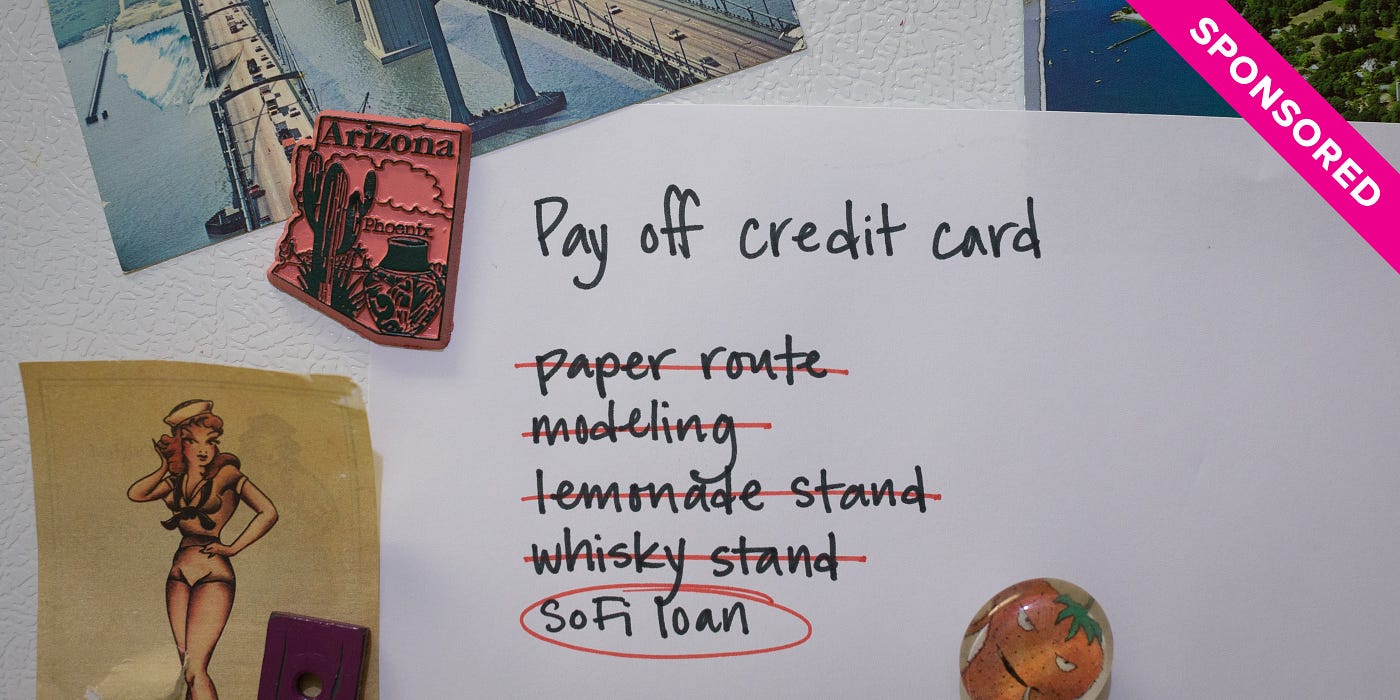 SPONSORED
Arizona
Phoenix
Pay off credit card
paper route
modeling
lemonade stand
whisky stand
SoFi loan